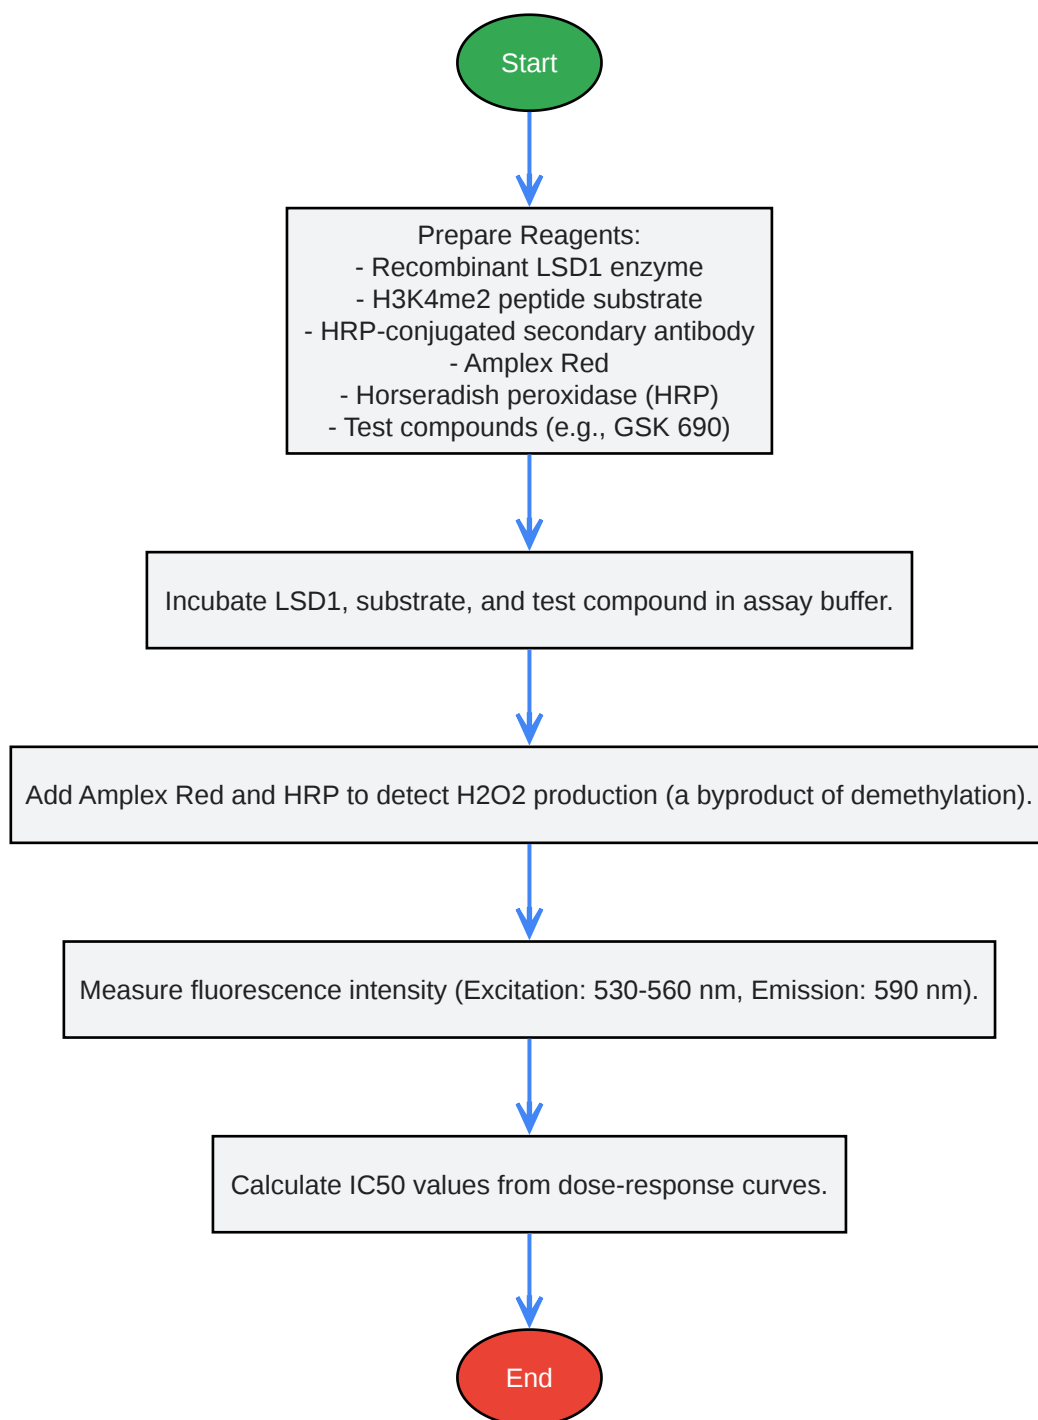 Start
Prepare Reagents:
- Recombinant LSD1 enzyme
- H3K4me2 peptide substrate
- HRP-conjugated secondary antibody
- Amplex Red
- Horseradish peroxidase (HRP)
- Test compounds (e.g., GSK 690)
Incubate LSD1, substrate, and test compound in assay buffer.
Add Amplex Red and HRP to detect H2O2 production (a byproduct of demethylation).
Measure fluorescence intensity (Excitation: 530-560 nm, Emission: 590 nm).
Calculate IC50 values from dose-response curves.
End